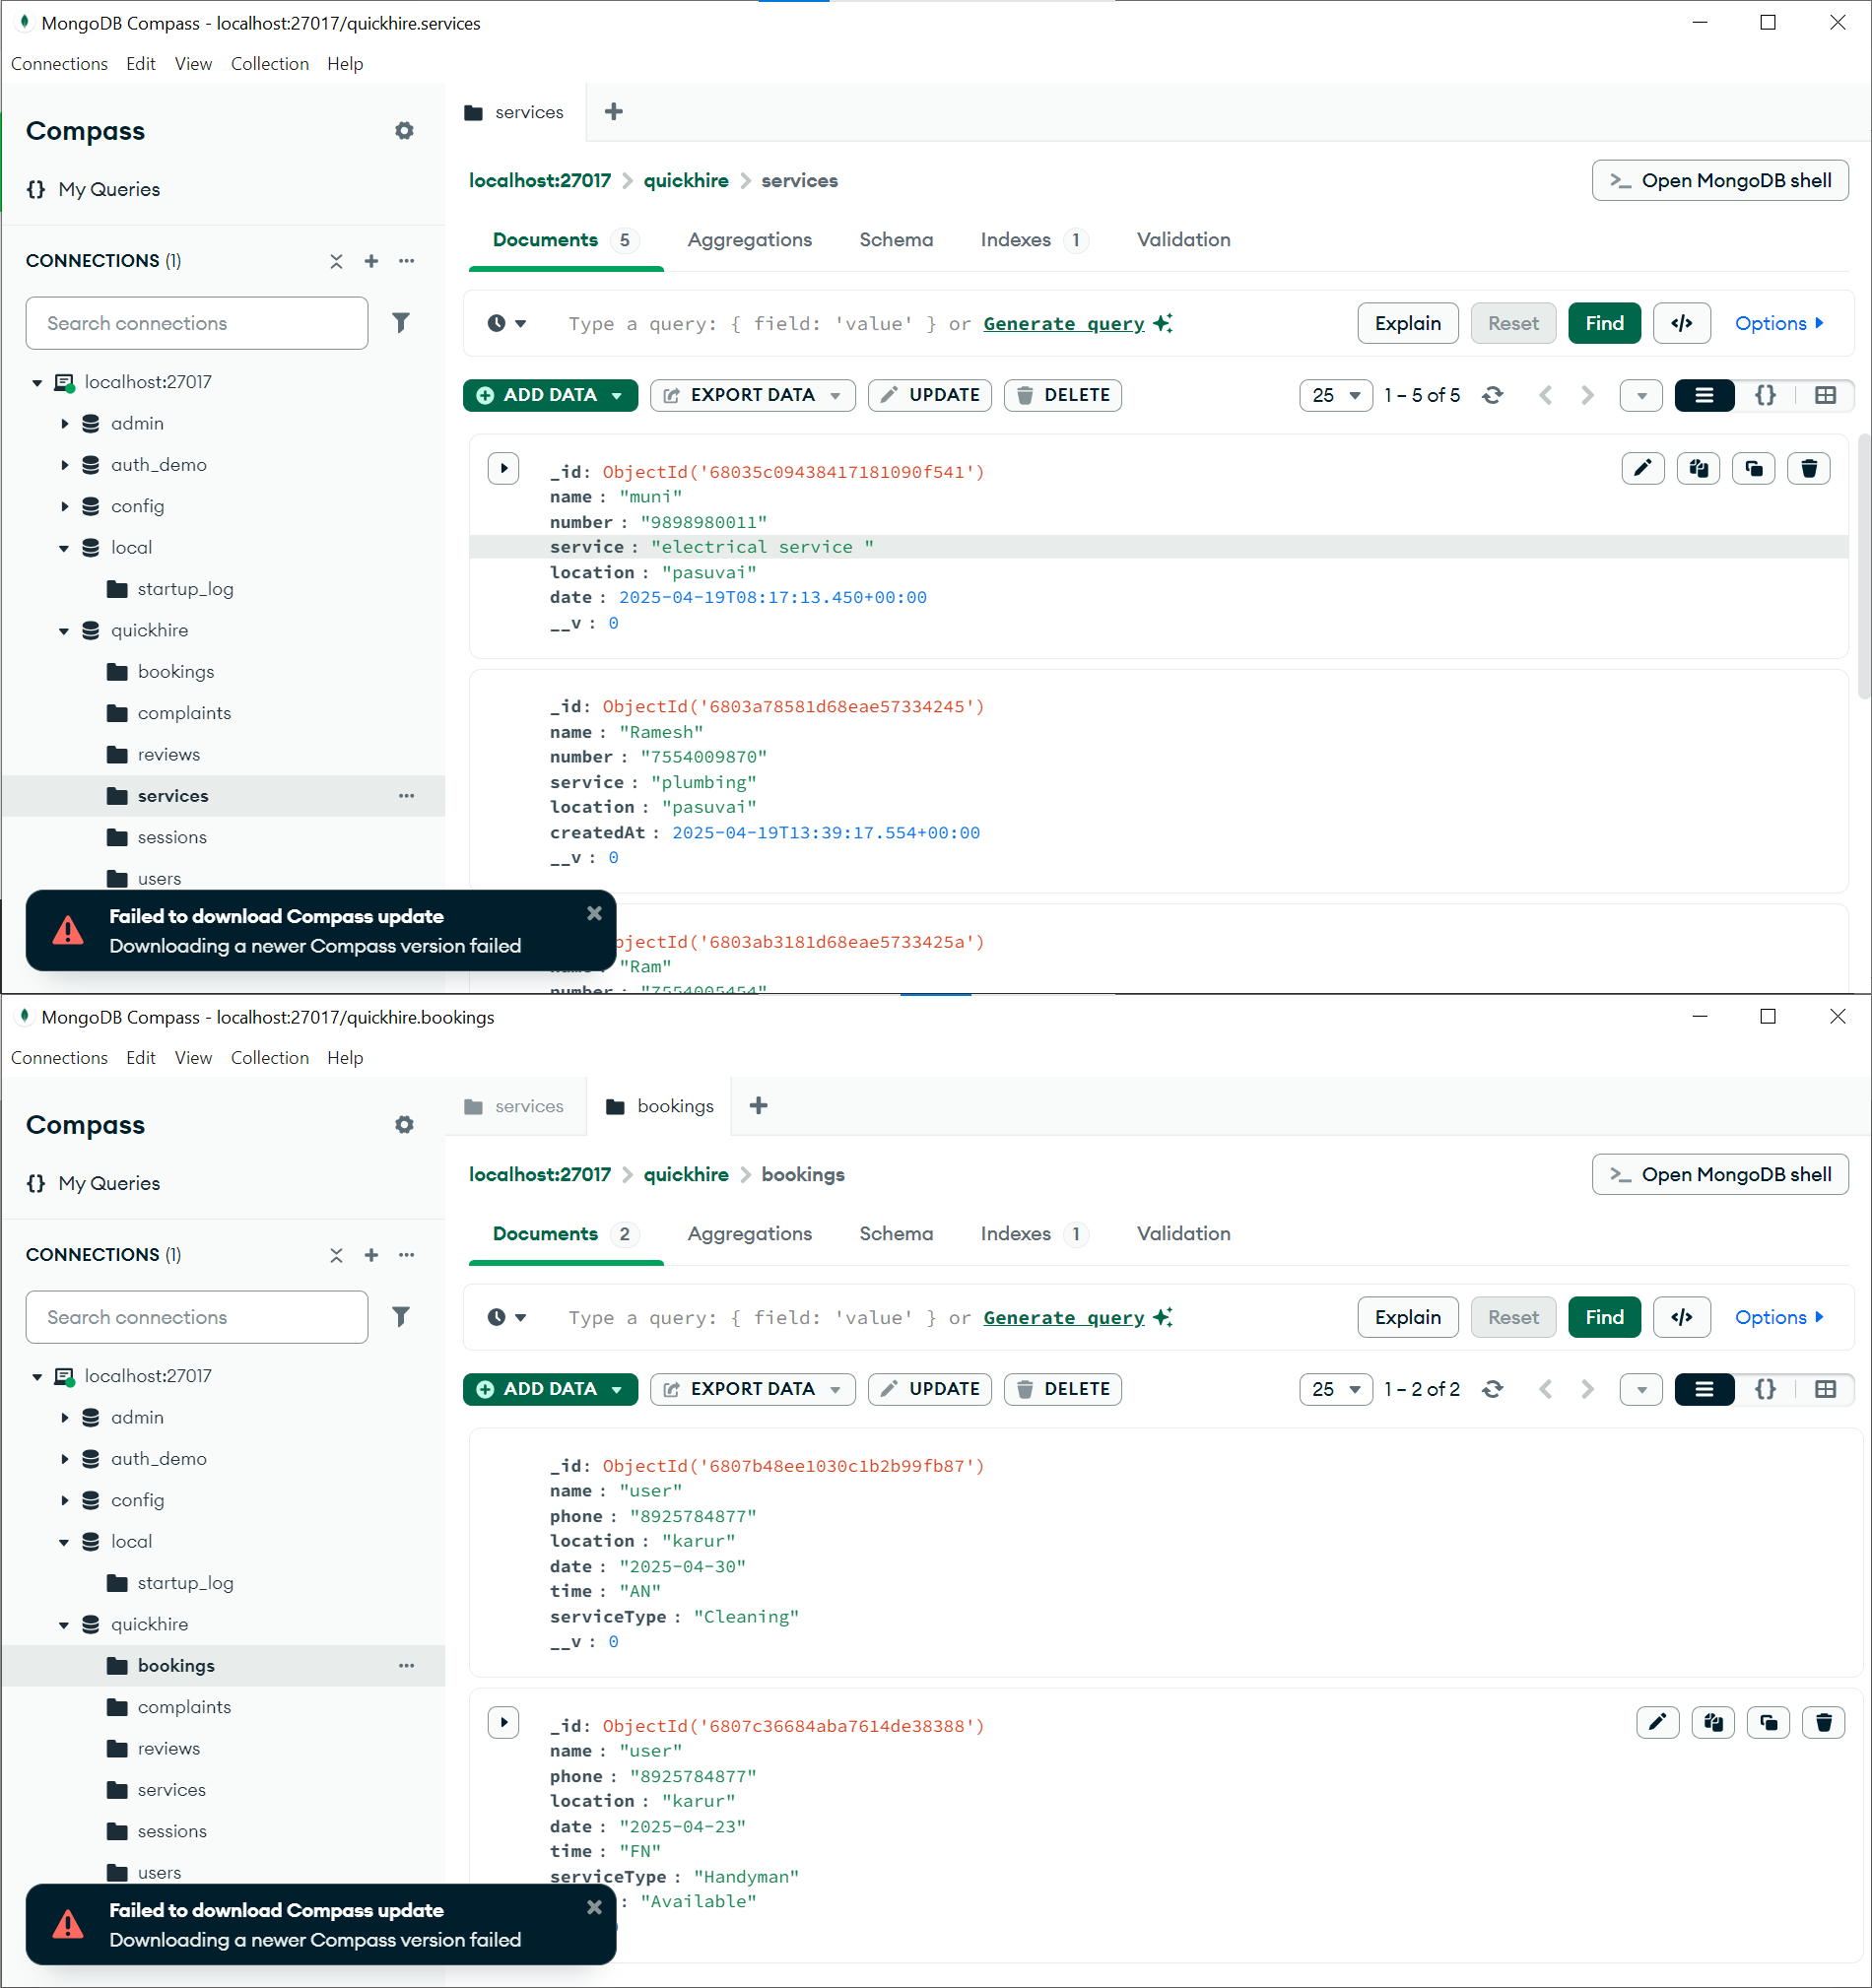 MongoDB Compass - localhost:27017/quickhire.services
Connections Edit View Collection Help
Compass
{} My Queries
CONNECTIONS (1)
Search connections
localhost:27017
admin
auth_demo
config
local
startup_log
quickhire
bookings
complaints
reviews
services
sessions
users
Failed to download Compass update
Downloading a newer Compass version failed
services
localhost:27017 > quickhire > services
>_ Open MongoDB shell
Documents 5 Aggregations Schema Indexes 1 Validation
Type a query: { field: 'value' } or Generate query
Explain Reset Find </> Options
ADD DATA EXPORT DATA UPDATE DELETE
25 1 – 5 of 5 {}
_id: ObjectId('68035c09438417181090f541')
name : "muni"
number : "9898980011"
service : "electrical service "
location : "pasuvai"
date : 2025-04-19T08:17:13.450+00:00
__v : 0
_id: ObjectId('6803a78581d68eae57334245')
name : "Ramesh"
number : "7554009870"
service : "plumbing"
location : "pasuvai"
createdAt : 2025-04-19T13:39:17.554+00:00
__v : 0
bjectId('6803ab3181d68eae5733425a')
"Ram"
number : "7554005454"
MongoDB Compass - localhost:27017/quickhire.bookings
Connections Edit View Collection Help
Compass
{} My Queries
CONNECTIONS (1)
Search connections
localhost:27017
admin
auth_demo
config
local
startup_log
quickhire
bookings
complaints
reviews
services
sessions
users
Failed to download Compass update
Downloading a newer Compass version failed
services bookings
localhost:27017 > quickhire > bookings
>_ Open MongoDB shell
Documents 2 Aggregations Schema Indexes 1 Validation
Type a query: { field: 'value' } or Generate query
Explain Reset Find </> Options
ADD DATA EXPORT DATA UPDATE DELETE
25 1 – 2 of 2 {}
_id: ObjectId('6807b48ee1030c1b2b99fb87')
name : "user"
phone : "8925784877"
location : "karur"
date : "2025-04-30"
time : "AN"
serviceType : "Cleaning"
__v : 0
_id: ObjectId('6807c36684aba7614de38388')
name : "user"
phone : "8925784877"
location : "karur"
date : "2025-04-23"
time : "FN"
serviceType : "Handyman"
: "Available"